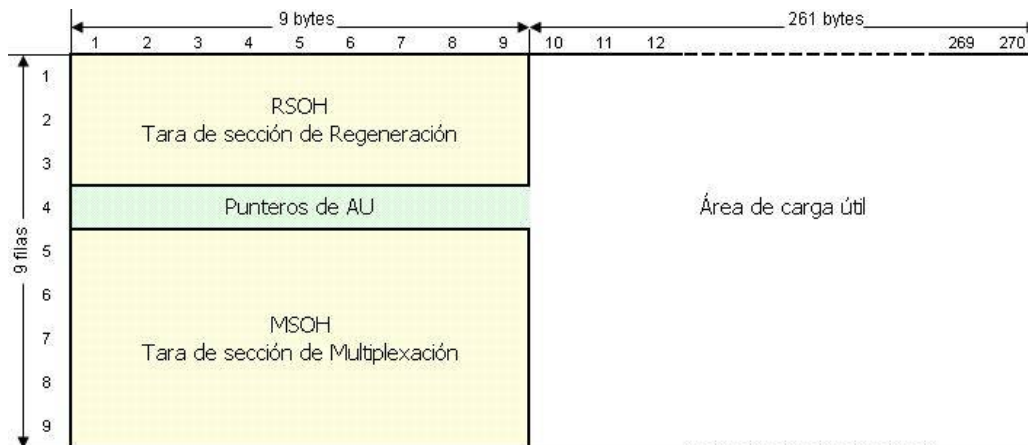 9 bytes 261 bytes
1 2 3 4 5 6 7 8 9 10 11 12 269 270
1
RSOH
2
Tara de sección de Regeneración
3
4 Punteros de AU Área de carga útil
5
9 filas
6
MSOH
7
Tara de sección de Multiplexación
8
9